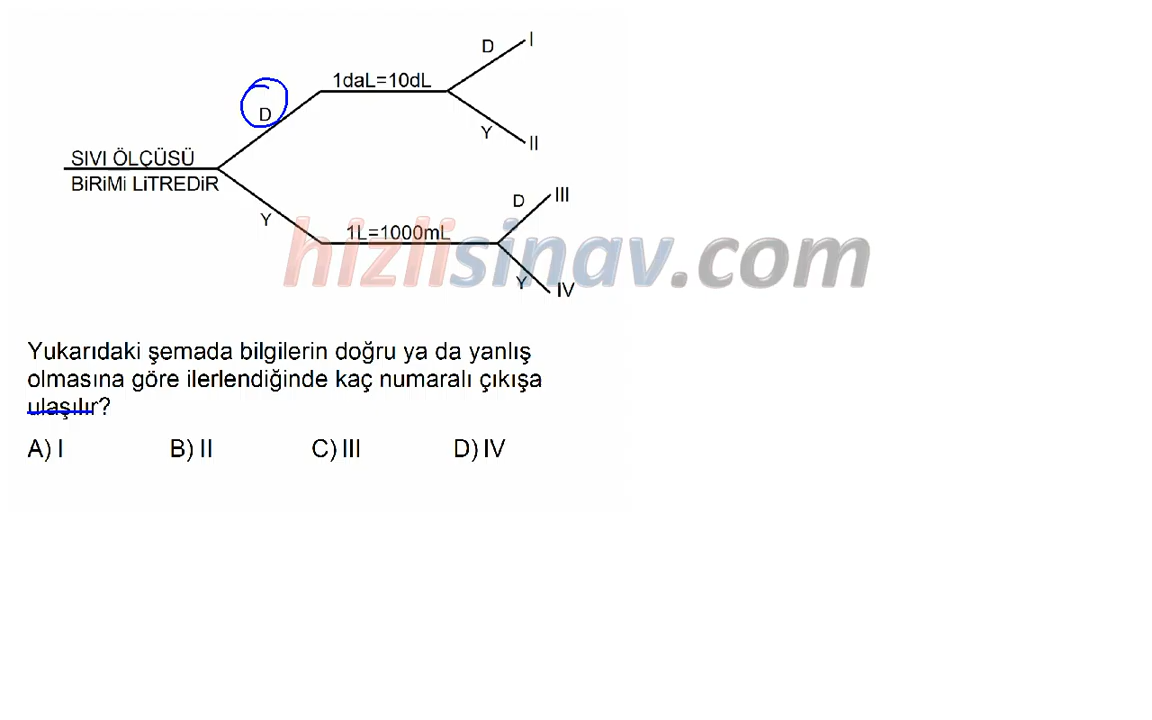 D I
1daL=10dL
D
Y II
SIVI ÖLÇÜSÜ
BiRiMi LiTREDiR
D III
Y
1L=1000mL
hizlisinav.com
Y IV
Yukarıdaki şemada bilgilerin doğru ya da yanlış
olmasına göre ilerlendiğinde kaç numaralı çıkışa
ulaşılır?
A) I B) II C) III D) IV